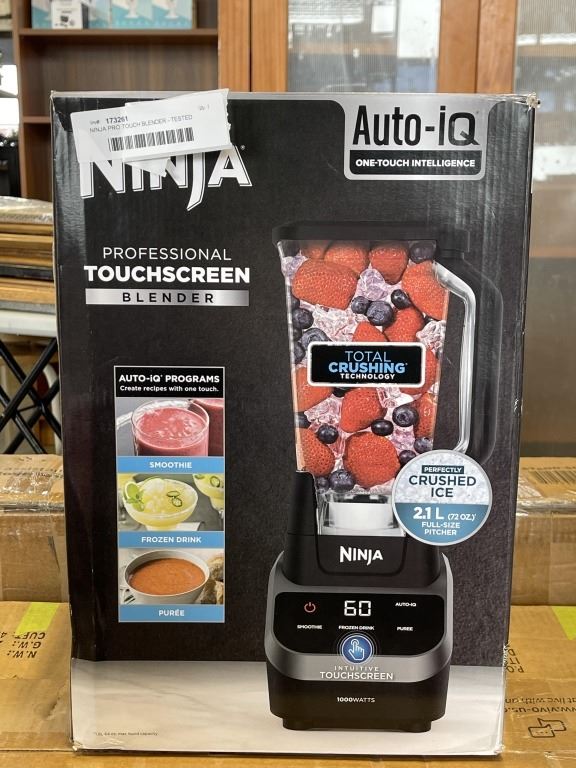 173261
NINJA PRO TOUCH BLENDER - TESTED
NINJA
Auto-iQ
ONE-TOUCH INTELLIGENCE
PROFESSIONAL
TOUCHSCREEN
BLENDER
TOTAL
CRUSHING
TECHNOLOGY
AUTO-iQ® PROGRAMS
Create recipes with one touch.
SMOOTHIE
FROZEN DRINK
PURÉE
PERFECTLY
CRUSHED
ICE
2.1 L (72 OZ.)*
FULL-SIZE
PITCHER
NINJA
60
AUTO-IQ
SMOOTHIE FROZEN DRINK PUREE
INTUITIVE
TOUCHSCREEN
1000WATTS
N.W.:
G.W.: